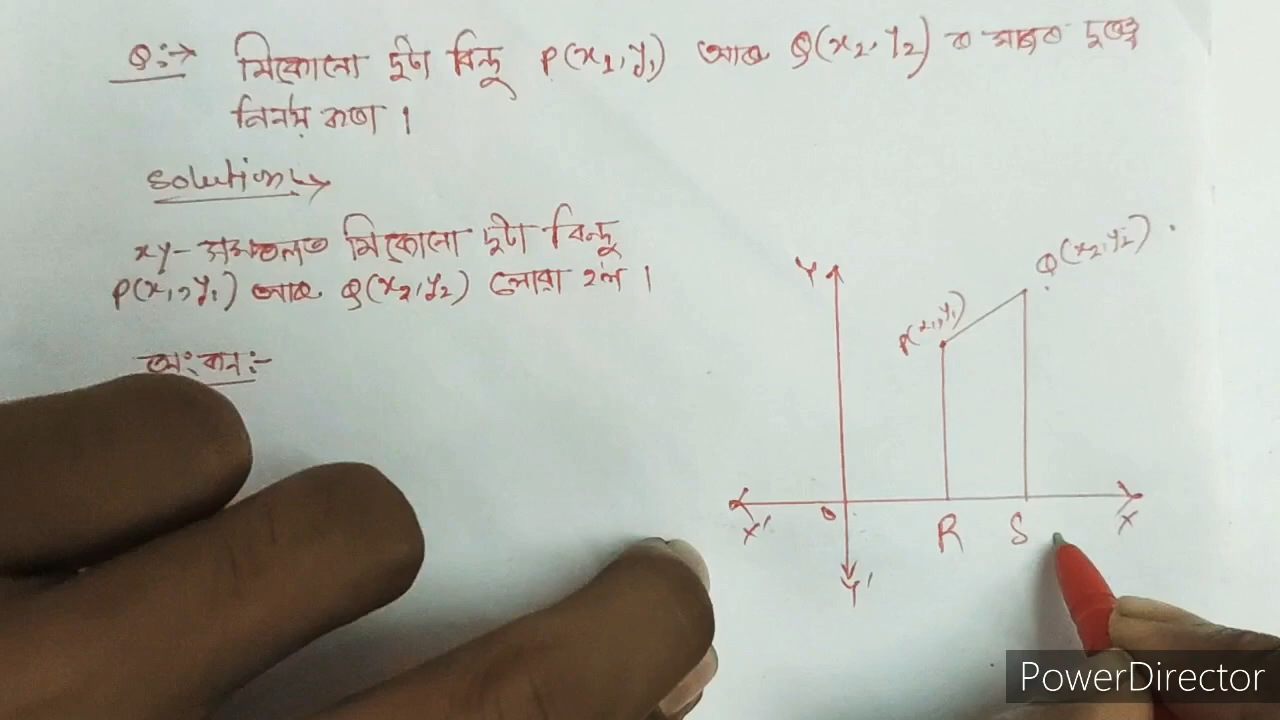 Q:→ যিকোনো দুটা বিন্দু P(x₁, y₁) আৰু Q(x₂, y₂) ৰ মাজৰ দূৰত্ব
নিৰ্ণয় কৰা ।
Solution→
xy-সমতলত যিকোনো দুটা বিন্দু
P(x₁, y₁) আৰু Q(x₂, y₂) লোৱা হ'ল ।
অংকন:-
Y
Q(x₂, y₂)
P(x₁, y₁)
X'
O
R
S
X
Y'
PowerDirector